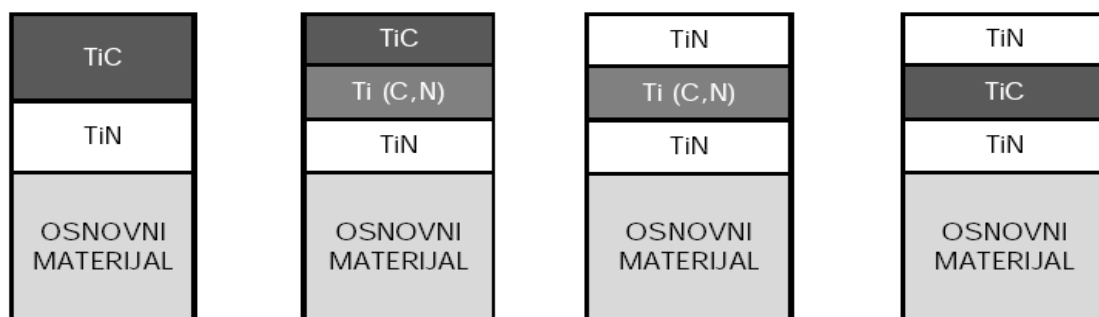 TiC
TiN
OSNOVNI
MATERIJAL
TiC
Ti (C,N)
TiN
OSNOVNI
MATERIJAL
TiN
Ti (C,N)
TiN
OSNOVNI
MATERIJAL
TiN
TiC
TiN
OSNOVNI
MATERIJAL